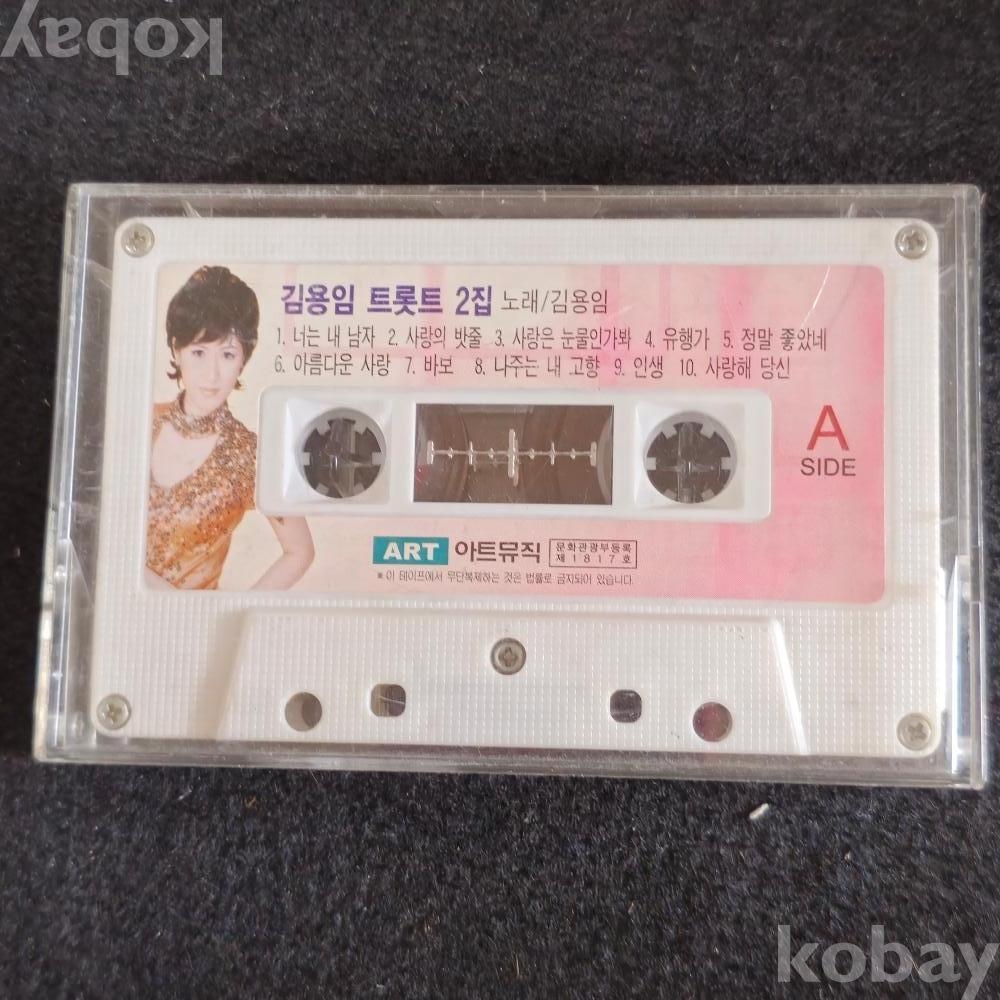 kobay
김용임 트롯트 2집 노래/김용임
1. 너는 내 남자 2. 사랑의 밧줄 3. 사랑은 눈물인가봐 4. 유행가 5. 정말 좋았네
6. 아름다운 사랑 7. 바보 8. 나주는 내 고향 9. 인생 10. 사랑해 당신
A
SIDE
ART 아트뮤직 문화관광부등록
제1817호
※이 테이프에서 무단복제하는 것은 법률로 금지되어 있습니다.
kobay